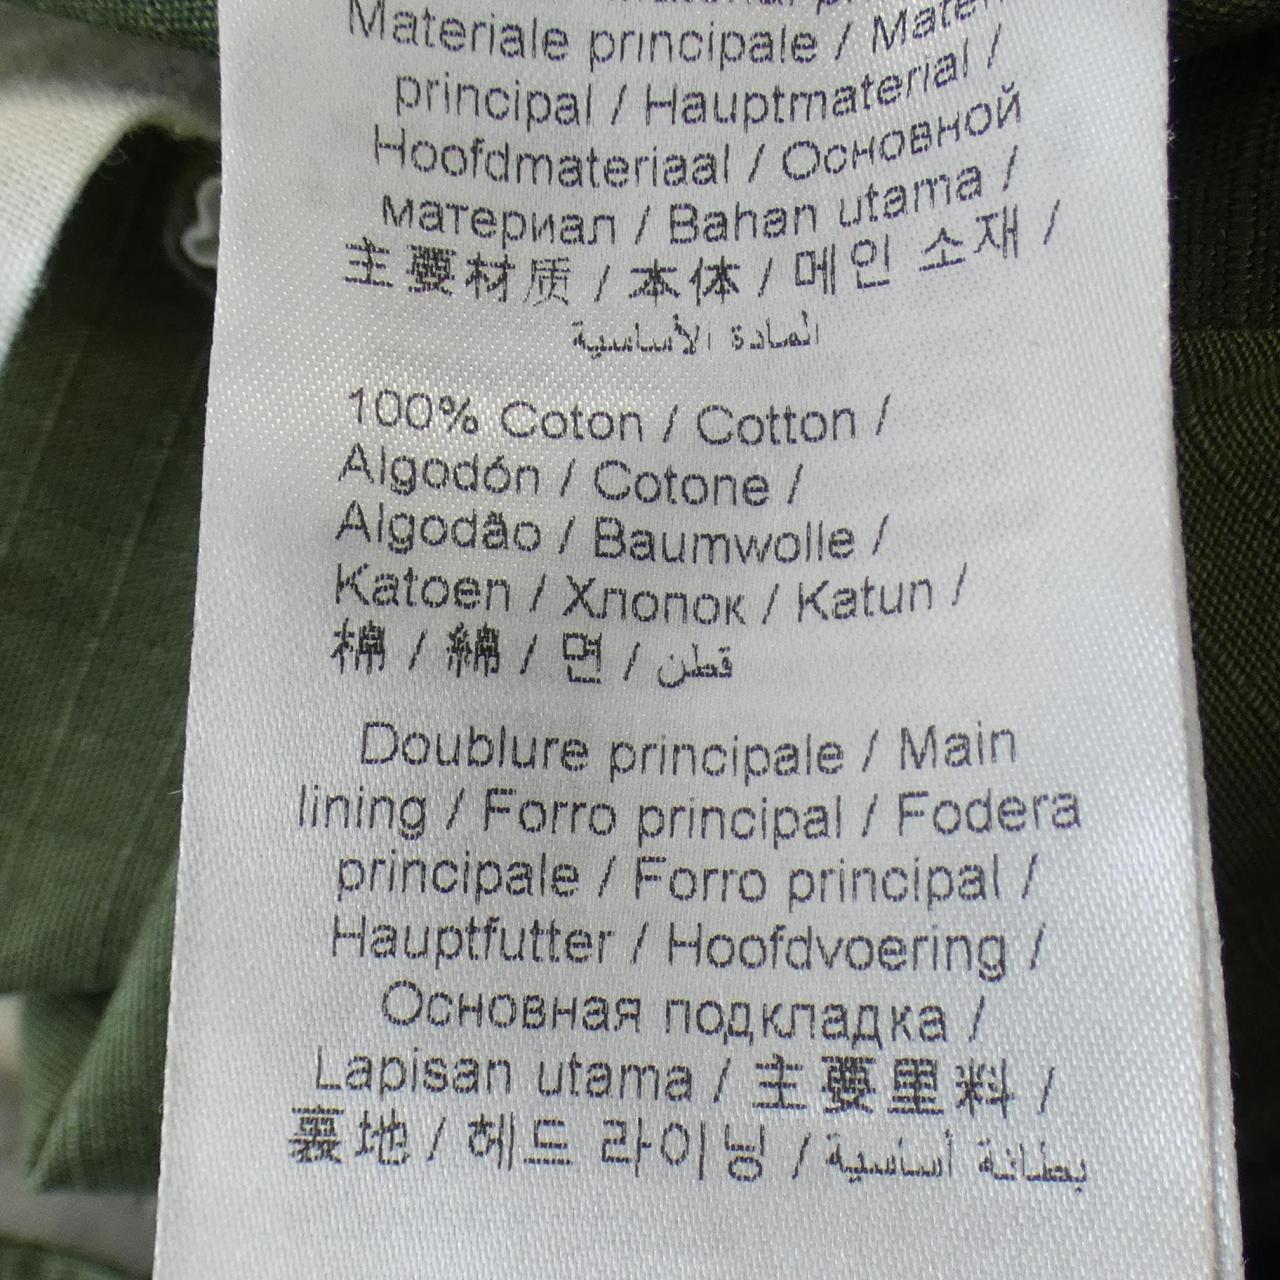 Materiale principale /
principal / Hauptmaterial /
Hoofdmateriaal / Основной
материал / Bahan utama /
主要材质 / 本体 / 메인 소재 /
المادة الأساسية
100% Coton / Cotton /
Algodón / Cotone /
Algodão / Baumwolle /
Katoen / Хлопок / Katun /
棉 / 綿 / 면 / قطن
Doublure principale / Main
lining / Forro principal / Fodera
principale / Forro principal /
Hauptfutter / Hoofdvoering /
Основная подкладка /
Lapisan utama / 主要里料 /
裏地 / 헤드 라이닝 / بطانة أساسية